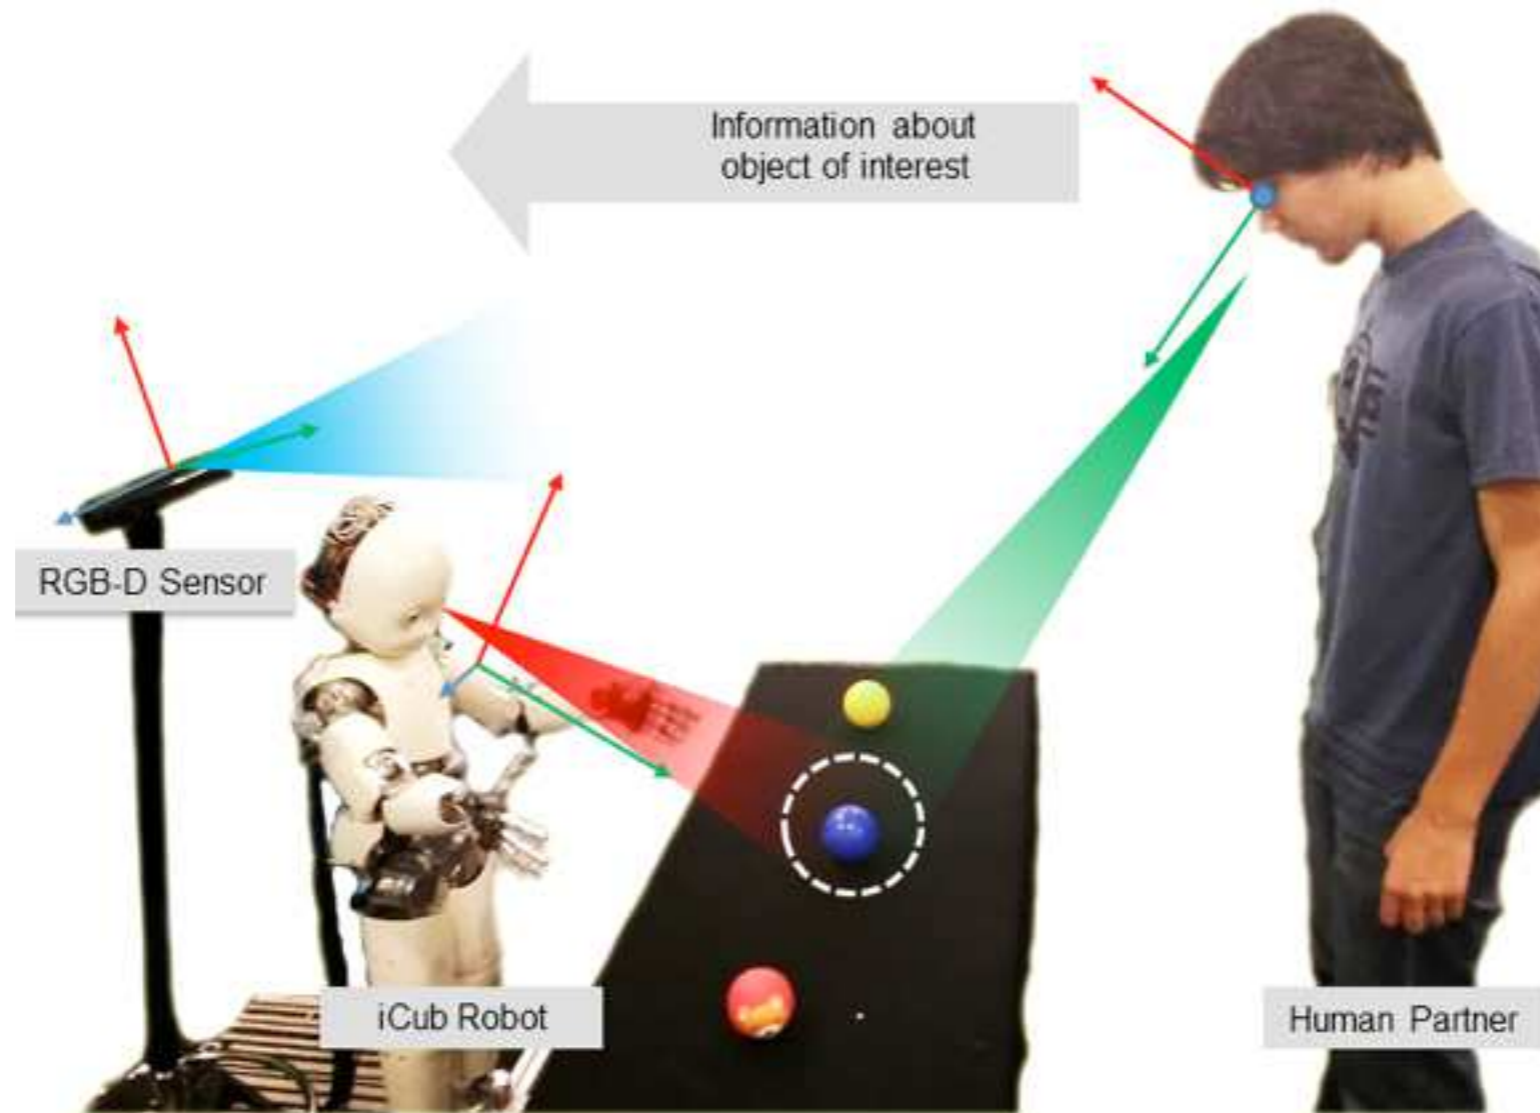 Information about
object of interest
RGB-D Sensor
iCub Robot
Human Partner